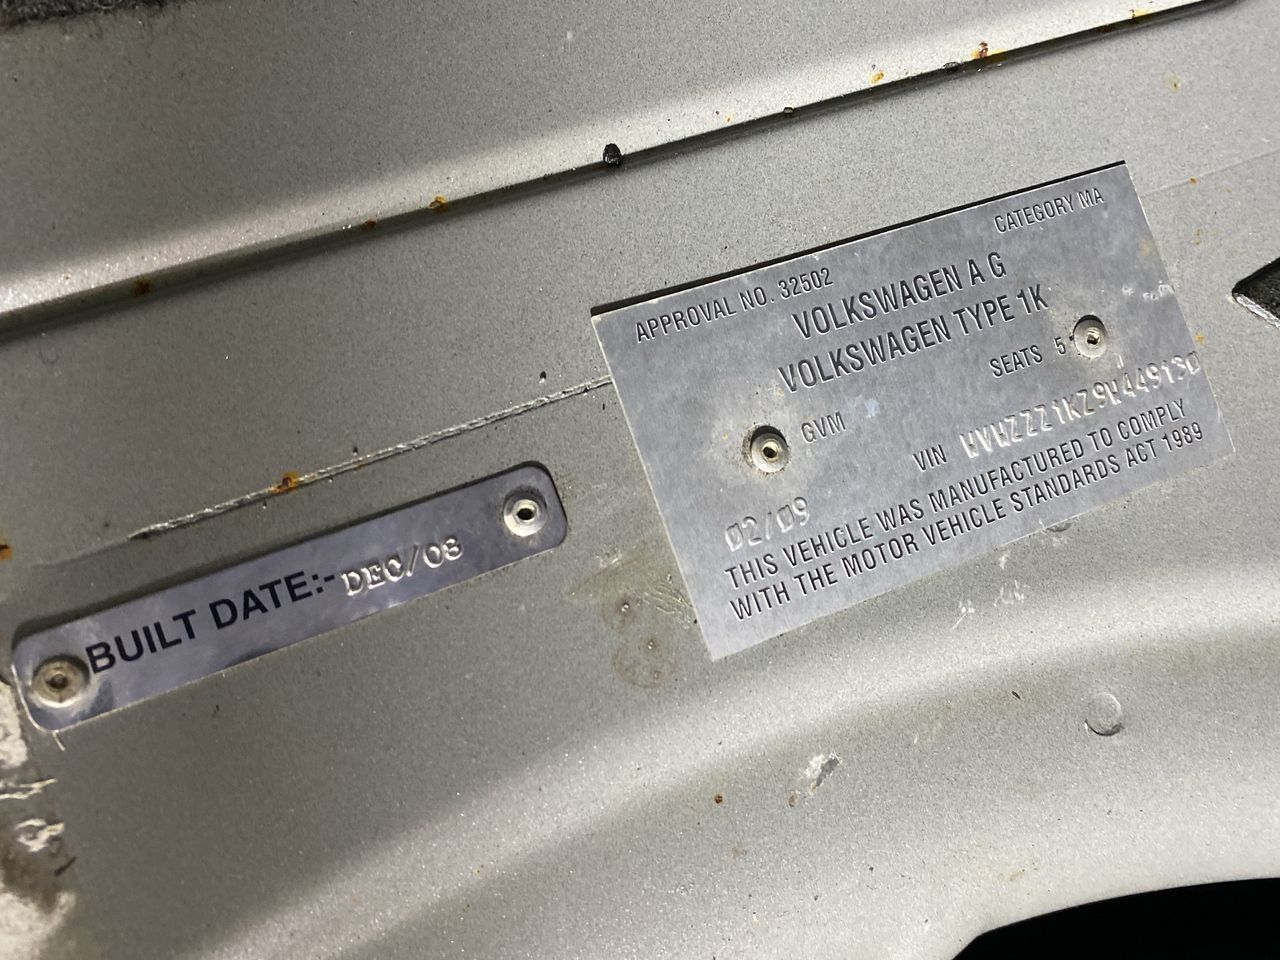 APPROVAL NO. 32502 CATEGORY MA
VOLKSWAGEN A G
VOLKSWAGEN TYPE 1K
SEATS 5
GVM
VIN WVWZZZ1KZ9W449130
02/09
THIS VEHICLE WAS MANUFACTURED TO COMPLY
WITH THE MOTOR VEHICLE STANDARDS ACT 1989
BUILT DATE:- DEC/08